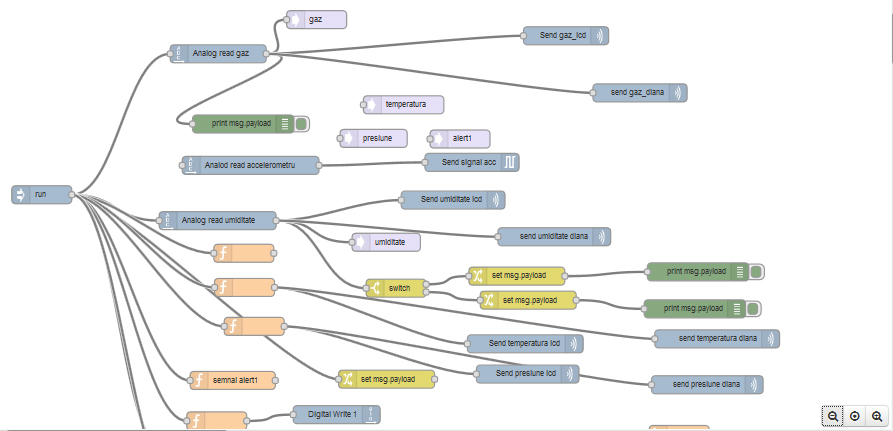 gaz
Send gaz_lcd
Analog read gaz
send gaz_diana
temperatura
print msg.payload
presiune
alert1
Analod read accelerometru
Send signal acc
run
Send umiditate lcd
Analog read umiditate
send umiditate diana
umiditate
switch
set msg.payload
print msg.payload
set msg.payload
print msg.payload
send temperatura diana
Send temperatura lcd
Send presiune lcd
semnal alert1
set msg.payload
send presiune diana
Digital Write 1